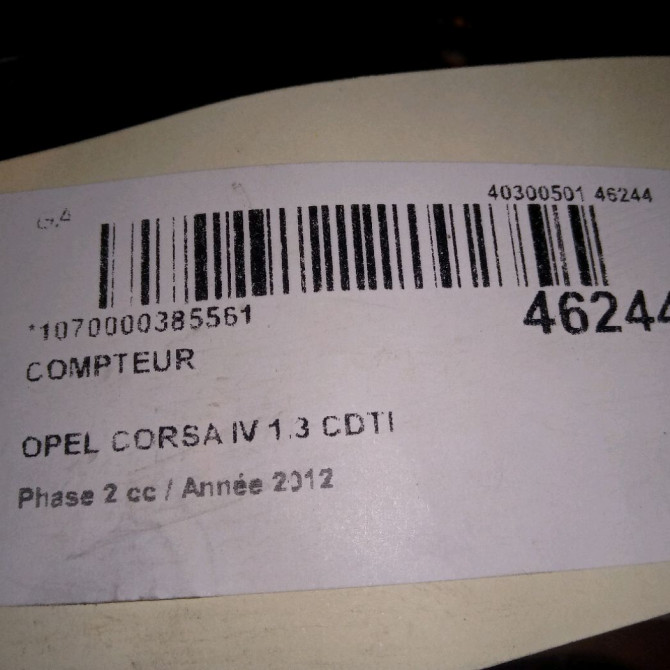 40300501 46244
*1070000385561
46244
COMPTEUR
OPEL CORSA IV 1.3 CDTI
Phase 2 cc / Année 2012